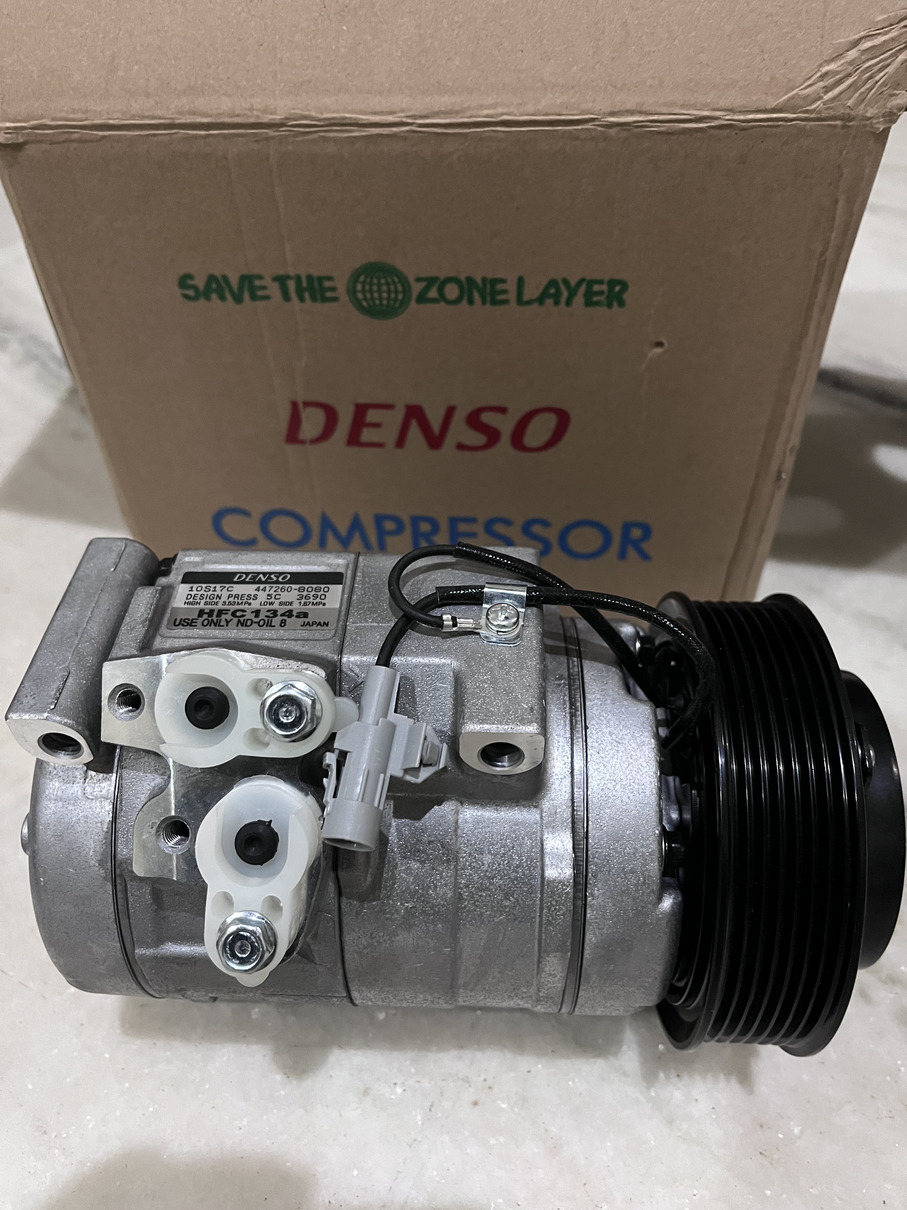 SAVE THE ZONE LAYER
DENSO
COMPRESSOR
DENSO
10S17C 447260-8080
DESIGN PRESS 5C 3690
HIGH SIDE 3.53MPa LOW SIDE 1.67MPa
HFC134a
USE ONLY ND-OIL 8 JAPAN